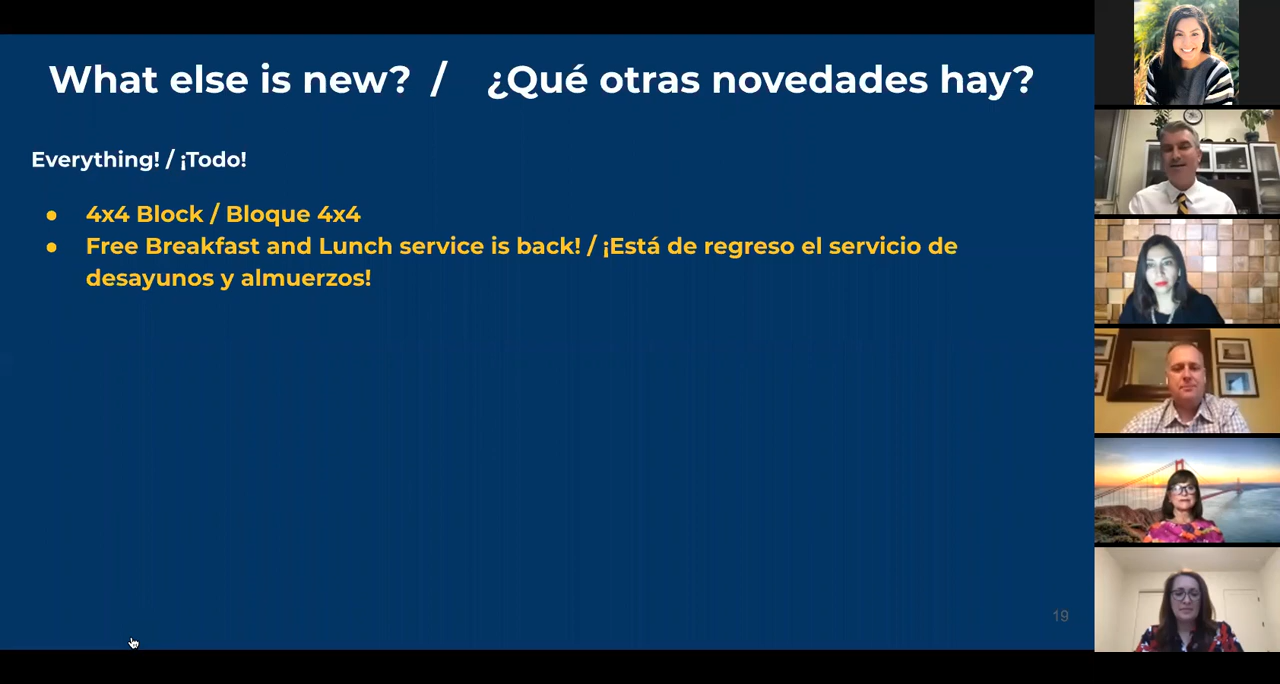 What else is new? / ¿Qué otras novedades hay?
Everything! / ¡Todo!
● 4x4 Block / Bloque 4x4
● Free Breakfast and Lunch service is back! / ¡Está de regreso el servicio de
desayunos y almuerzos!
19